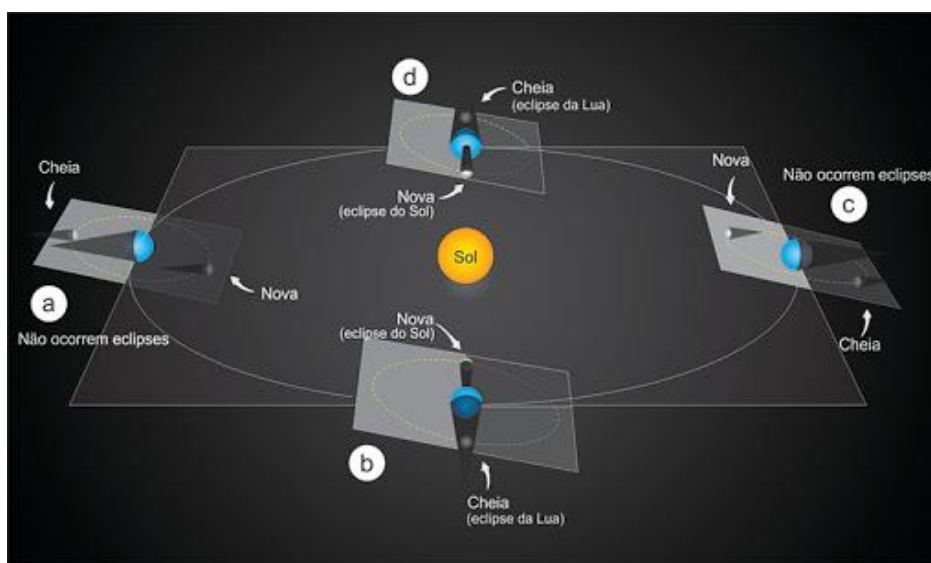 d
Cheia
(eclipse da Lua)
Cheia
Nova
Não ocorrem eclipses
c
Nova
(eclipse do Sol)
Sol
a
Nova
Não ocorrem eclipses
Nova
(eclipse do Sol)
Cheia
b
Cheia
(eclipse da Lua)